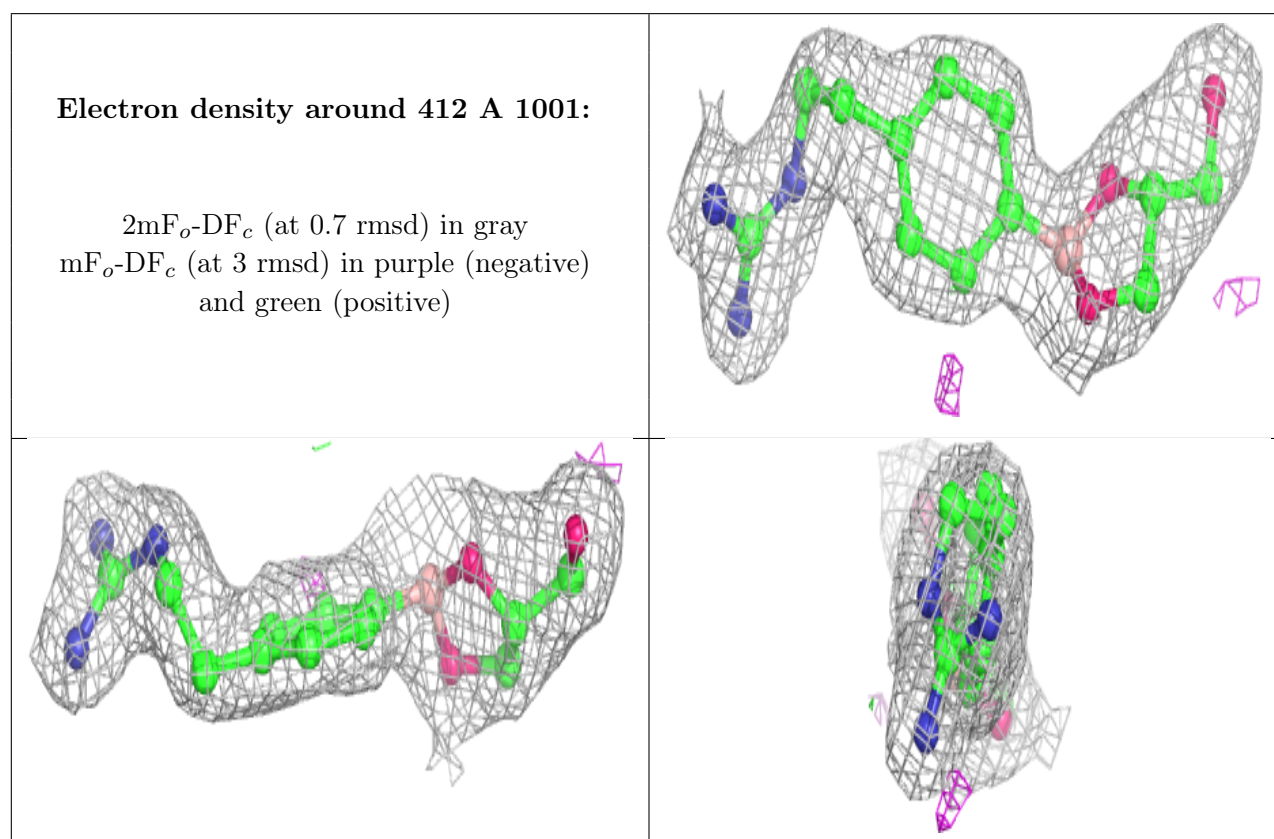 Electron density around 412 A 1001:
2mFo-DFc (at 0.7 rmsd) in gray
mFo-DFc (at 3 rmsd) in purple (negative)
and green (positive)